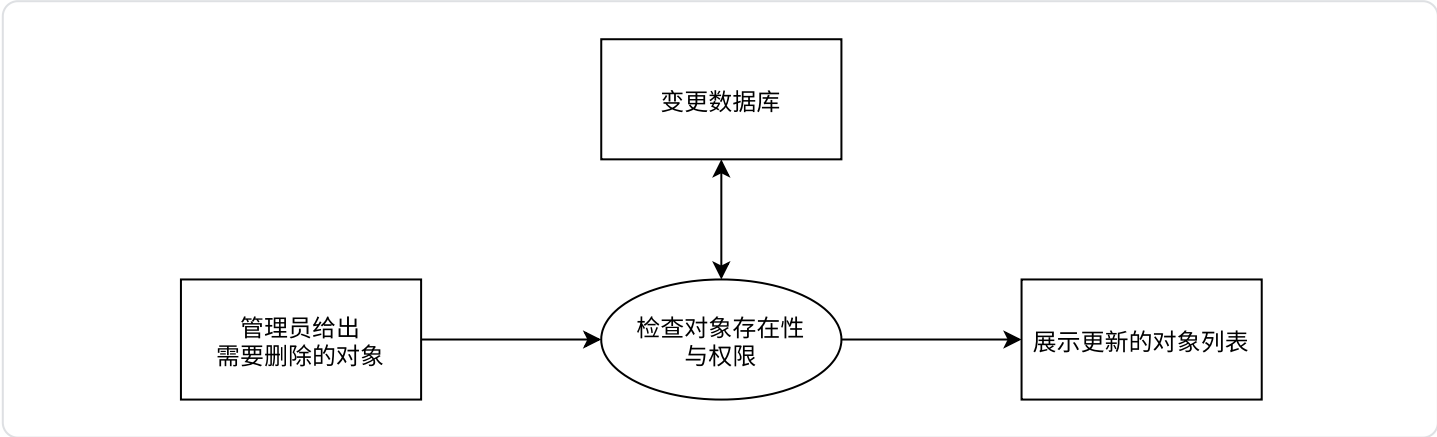 变更数据库
管理员给出
需要删除的对象
检查对象存在性
与权限
展示更新的对象列表